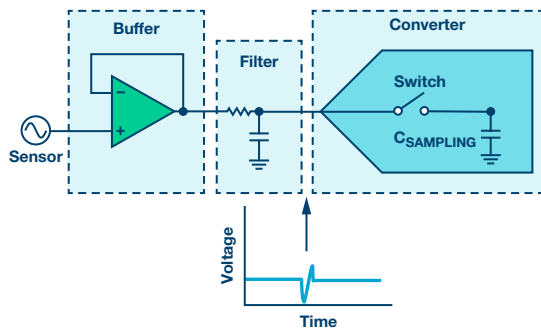 Buffer
Filter
Converter
−
+
Sensor
Switch
CSAMPLING
Voltage
Time